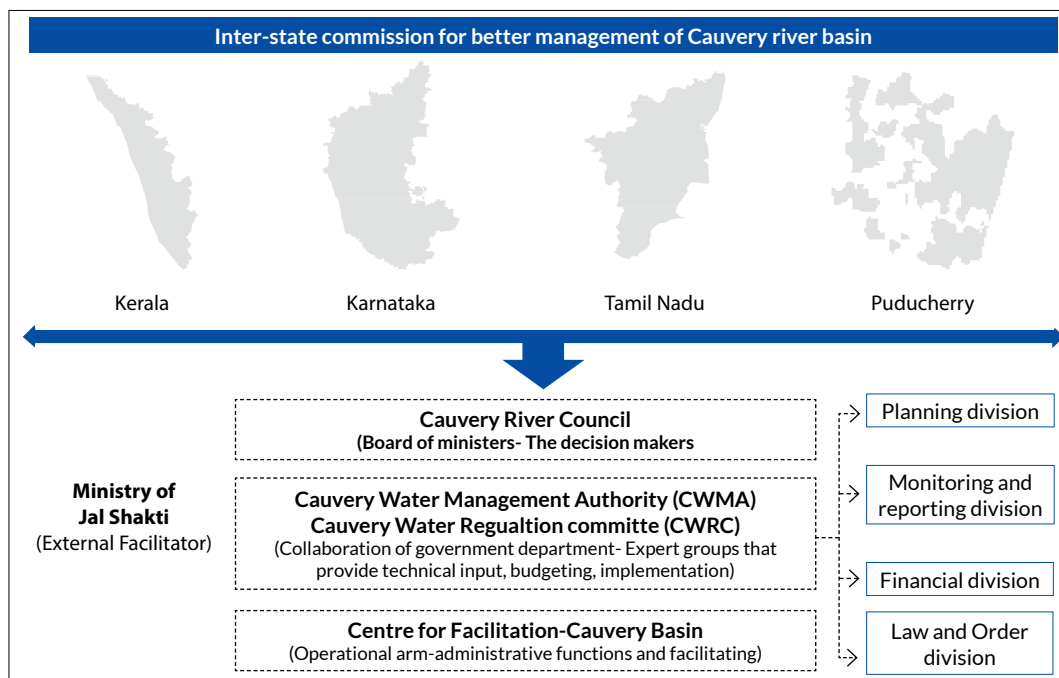 Inter-state commission for better management of Cauvery river basin
Kerala
Karnataka
Tamil Nadu
Puducherry
Cauvery River Council
(Board of ministers- The decision makers
Ministry of
Jal Shakti
(External Facilitator)
Cauvery Water Management Authority (CWMA)
Cauvery Water Regualtion committe (CWRC)
(Collaboration of government department- Expert groups that
provide technical input, budgeting, implementation)
Centre for Facilitation-Cauvery Basin
(Operational arm-administrative functions and facilitating)
Planning division
Monitoring and
reporting division
Financial division
Law and Order
division